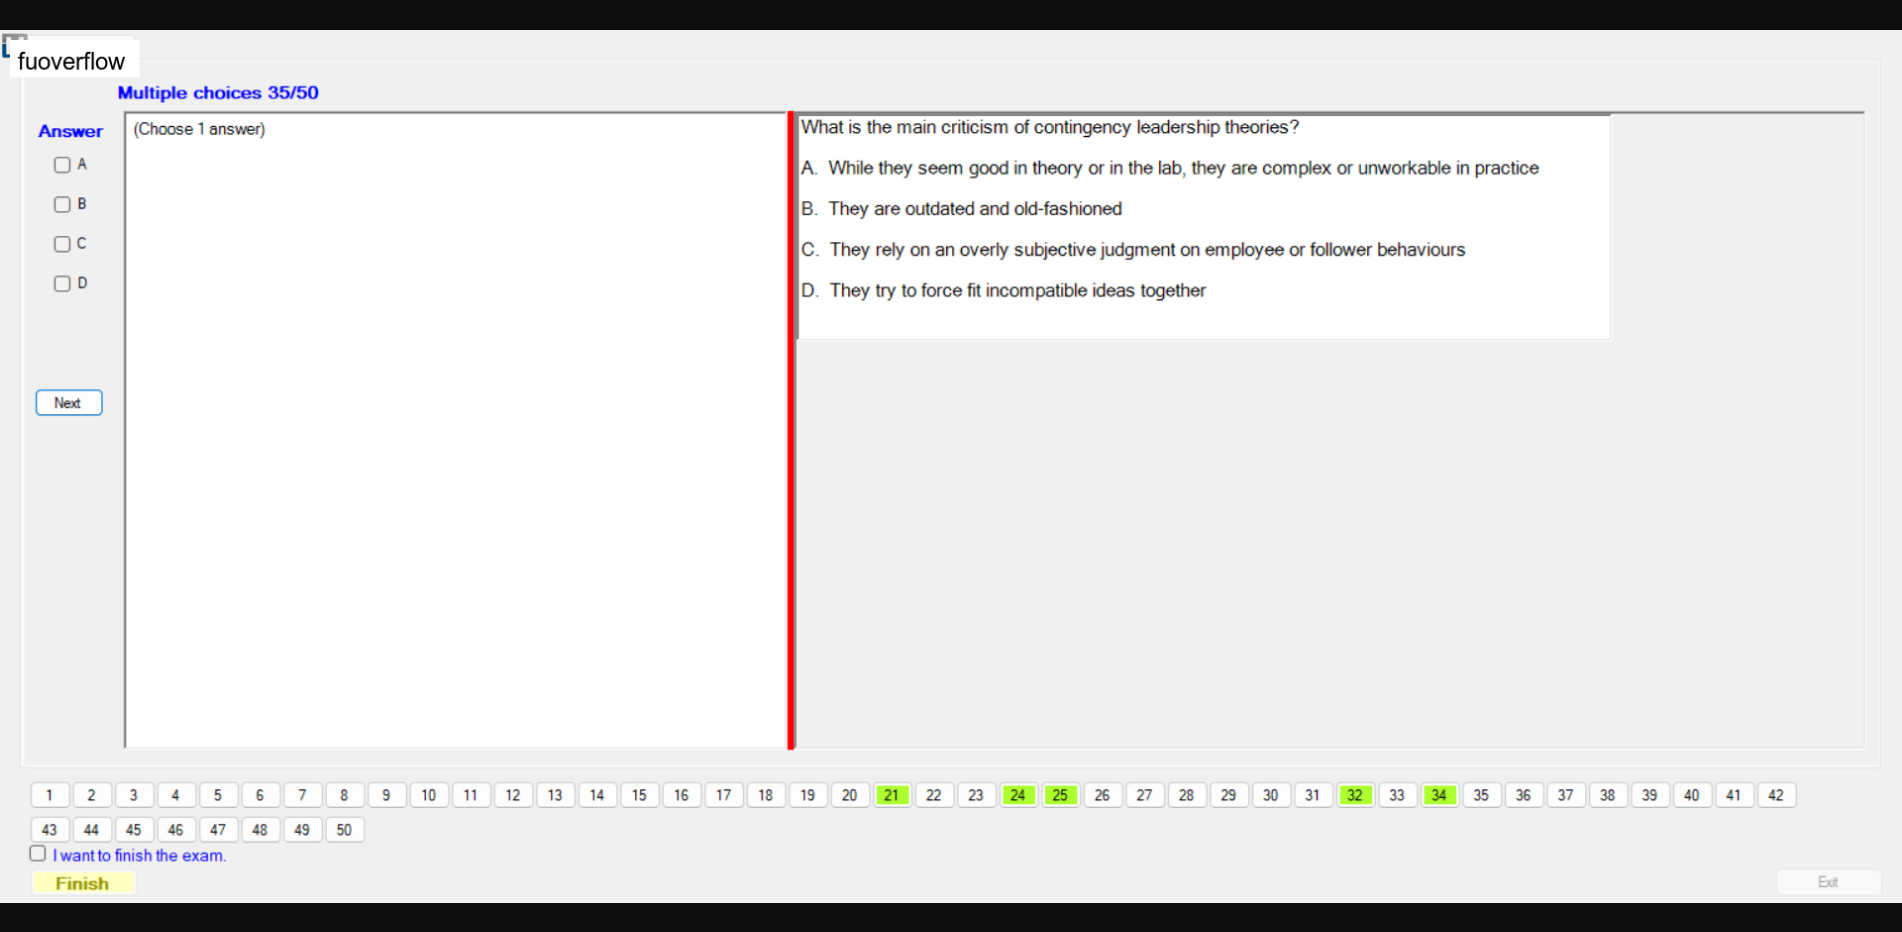 fuoverflow
Multiple choices 35/50
Answer
(Choose 1 answer)
A
B
C
D
Next
What is the main criticism of contingency leadership theories?
A. While they seem good in theory or in the lab, they are complex or unworkable in practice
B. They are outdated and old-fashioned
C. They rely on an overly subjective judgment on employee or follower behaviours
D. They try to force fit incompatible ideas together
1 2 3 4 5 6 7 8 9 10 11 12 13 14 15 16 17 18 19 20 21 22 23 24 25 26 27 28 29 30 31 32 33 34 35 36 37 38 39 40 41 42
43 44 45 46 47 48 49 50
I want to finish the exam.
Finish
Exit